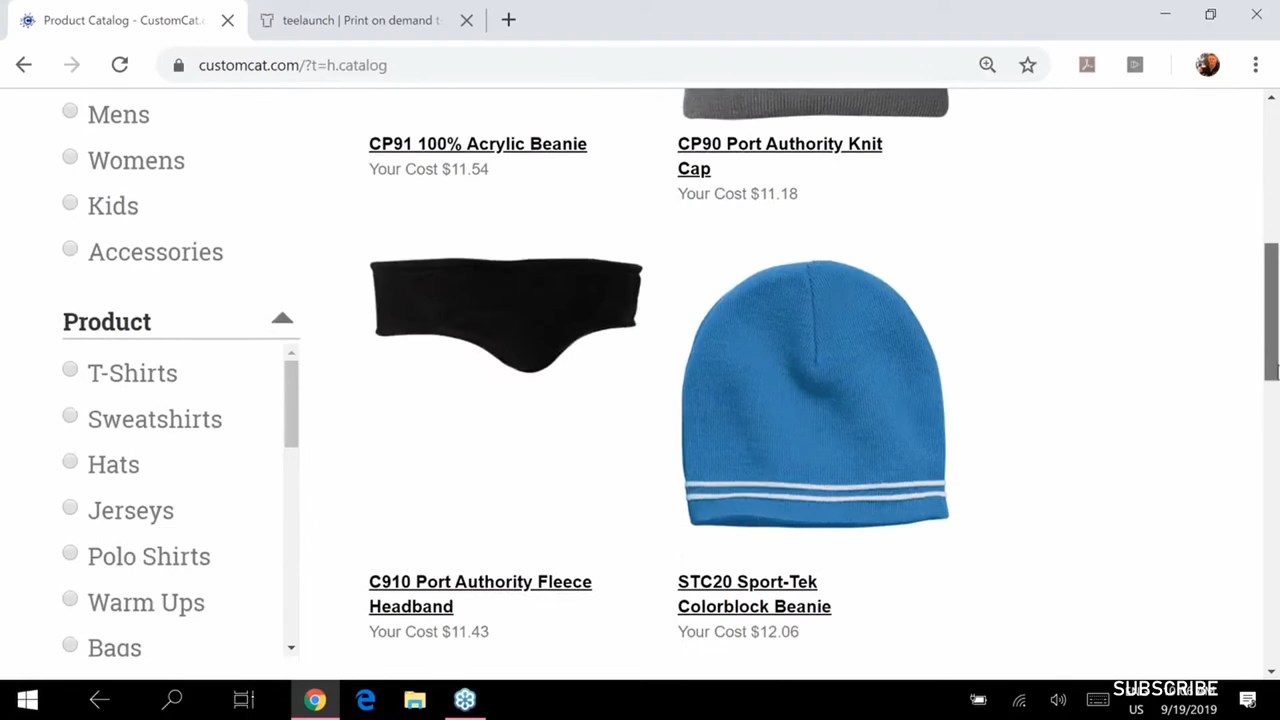 Product Catalog - CustomCat.c
teelaunch | Print on demand t
customcat.com/?t=h.catalog
Mens
Womens
Kids
Accessories
Product
T-Shirts
Sweatshirts
Hats
Jerseys
Polo Shirts
Warm Ups
Bags
CP91 100% Acrylic Beanie
Your Cost $11.54
CP90 Port Authority Knit
Cap
Your Cost $11.18
C910 Port Authority Fleece
Headband
Your Cost $11.43
STC20 Sport-Tek
Colorblock Beanie
Your Cost $12.06
SUBSCRIBE
US
9/19/2019